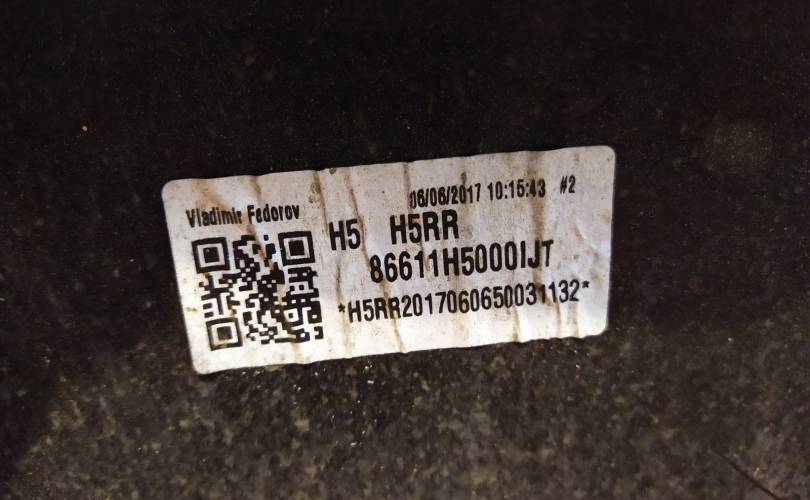 06/06/2017 10:15:43 #2
Vladimir Fedorov
H5 H5RR
86611H5000IJT
*H5RR2017060650031132*